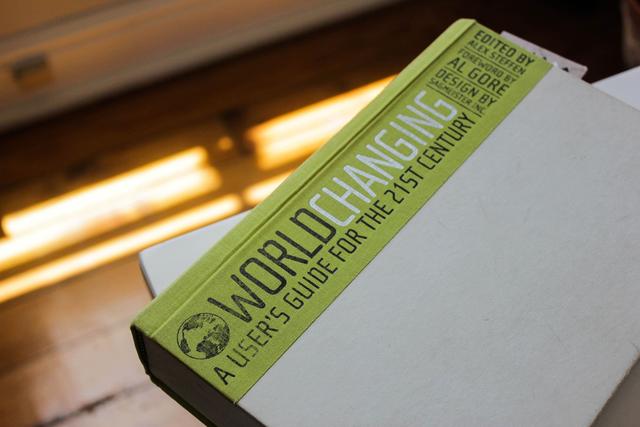 WORLDCHANGING
A USER'S GUIDE FOR THE 21ST CENTURY
EDITED BY
ALEX STEFFEN
FOREWORD BY
AL GORE
DESIGN BY
SAGMEISTER INC.